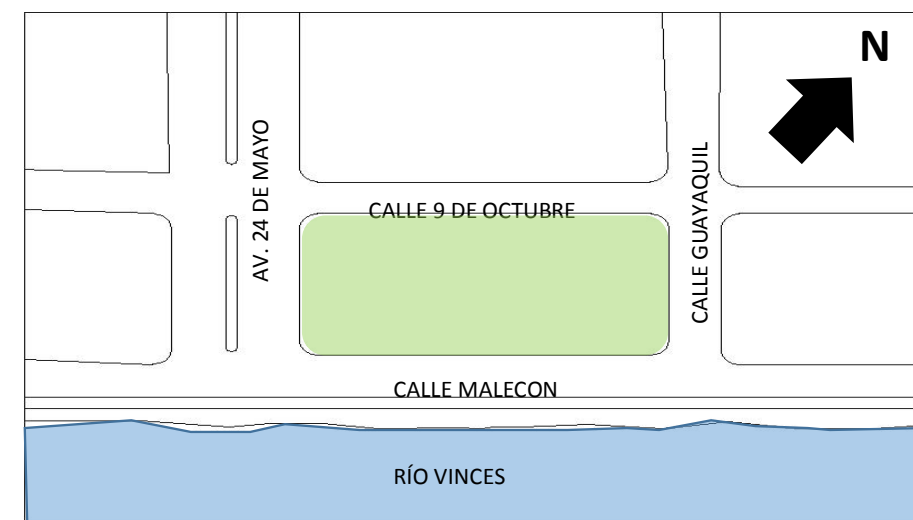 N
AV. 24 DE MAYO
CALLE 9 DE OCTUBRE
CALLE GUAYAQUIL
CALLE MALECON
RÍO VINCES